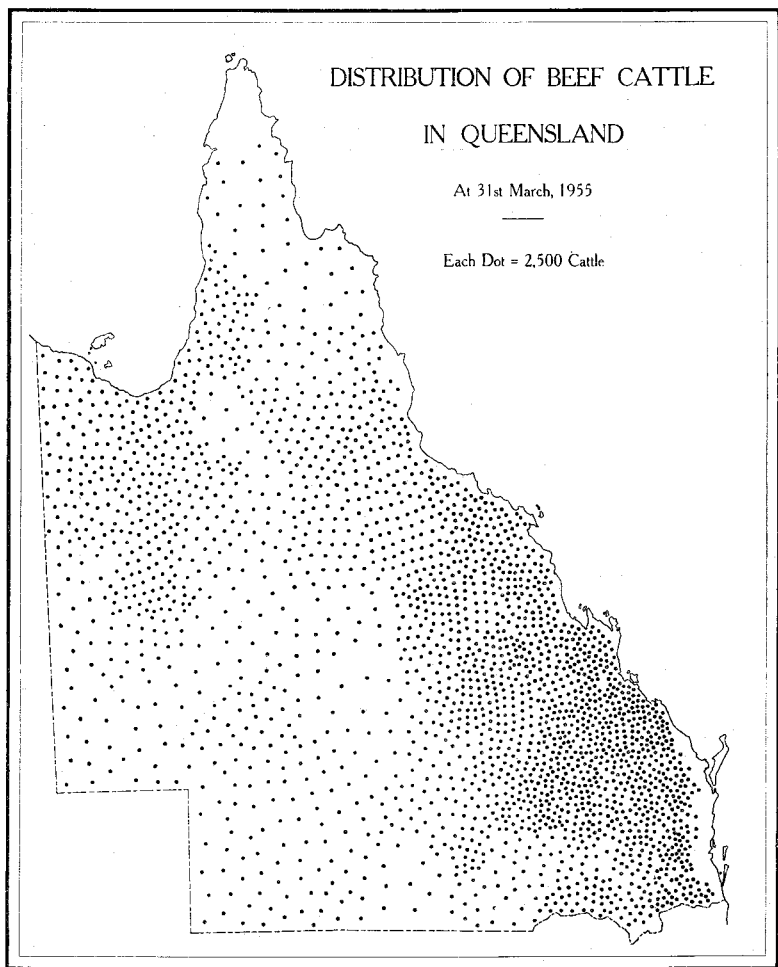 DISTRIBUTION OF BEEF CATTLE
IN QUEENSLAND
At 31st March, 1955
Each Dot = 2,500 Cattle